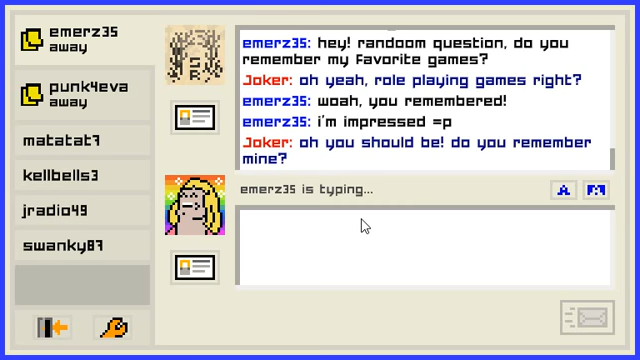 emerz35
away
punk4eva
away
matatat7
kellbells3
jradio49
swanky87
SR
emerz35: hey! randoom question, do you
remember my favorite games?
Joker: oh yeah, role playing games right?
emerz35: woah, you remembered!
emerz35: i'm impressed =p
Joker: oh you should be! do you remember
mine?
emerz35 is typing...
A
A